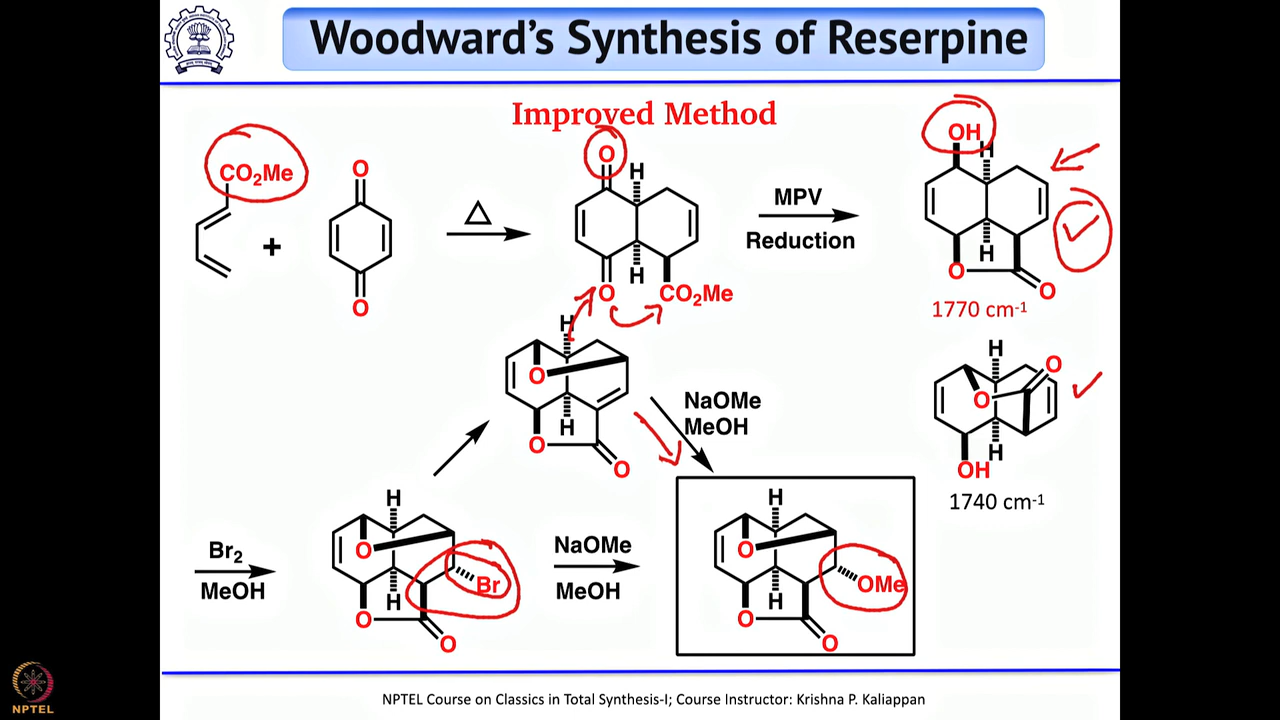 Woodward's Synthesis of Reserpine
Improved Method
CO₂Me
+
O
O
Δ
O
H
H
O
CO₂Me
MPV
Reduction
OH
H
H
O
O
1770 cm⁻¹
H
O
H
O
O
NaOMe
MeOH
H
O
O
H
OH
1740 cm⁻¹
Br₂
MeOH
H
O
Br
H
O
O
NaOMe
MeOH
H
O
OMe
H
O
O
NPTEL
NPTEL Course on Classics in Total Synthesis-I; Course Instructor: Krishna P. Kaliappan